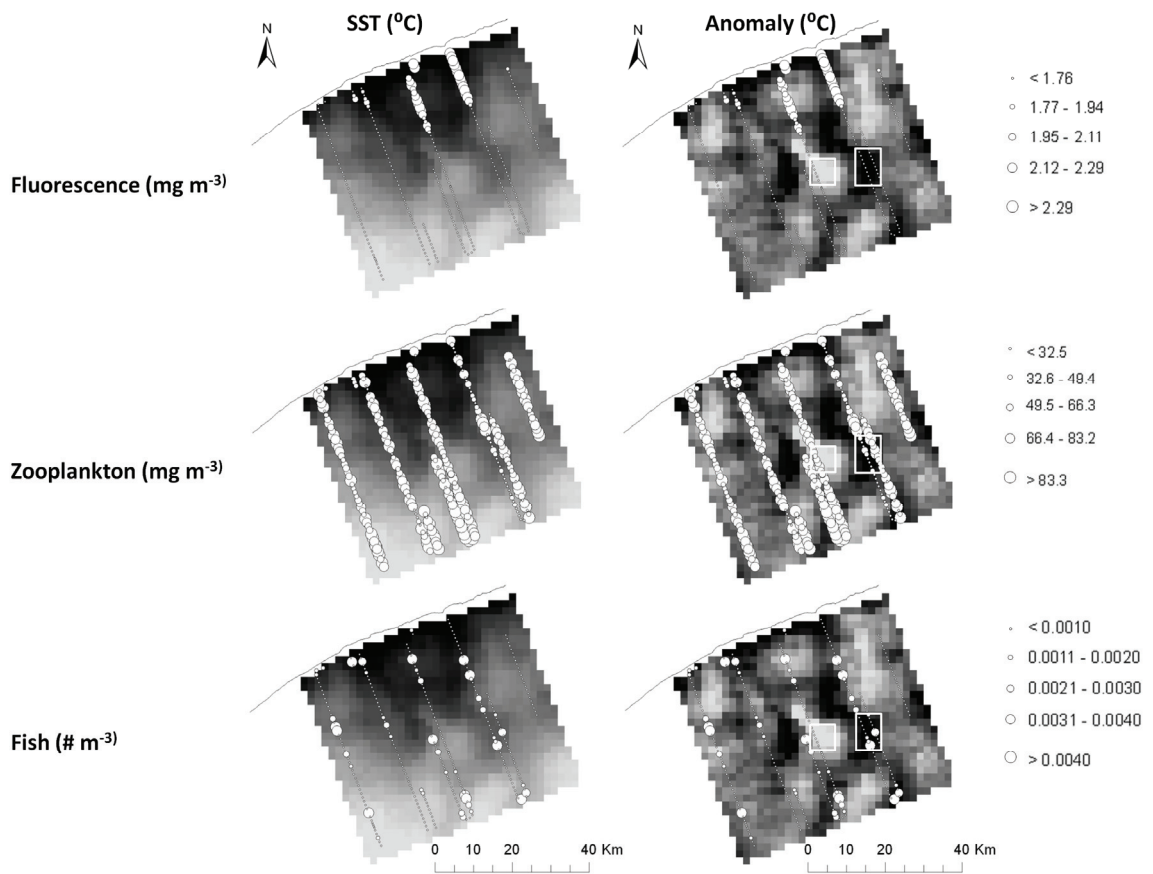 SST (⁰C)
Anomaly (⁰C)
N
N
Fluorescence (mg m⁻³)
< 1.76
1.77 - 1.94
1.95 - 2.11
2.12 - 2.29
> 2.29
Zooplankton (mg m⁻³)
< 32.5
32.6 - 49.4
49.5 - 66.3
66.4 - 83.2
> 83.3
Fish (# m⁻³)
< 0.0010
0.0011 - 0.0020
0.0021 - 0.0030
0.0031 - 0.0040
> 0.0040
0 10 20 40 Km
0 10 20 40 Km